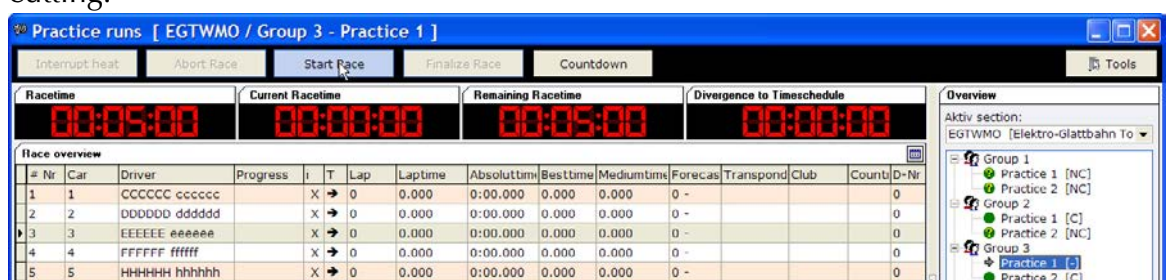 cutting.
Practice runs [ EGTWMO / Group 3 - Practice 1 ]
Interrupt heat Abort Race Start Race Finalize Race Countdown Tools
Racetime Current Racetime Remaining Racetime Divergence to Timeschedule Overview
00:05:00 00:00:00 00:05:00 00:00:00
Aktiv section:
EGTWMO [Elektro-Glattbahn To
Race overview
# Nr Car Driver Progress i T Lap Laptime Absoluttime Besttime Mediumtime Forecas Transpond Club Counti D-Nr
1 1 CCCCCC cccccc X 0 0.000 0:00.000 0.000 0.000 0 - 0
2 2 DDDDDD dddddd X 0 0.000 0:00.000 0.000 0.000 0 - 0
3 3 EEEEEE eeeeee X 0 0.000 0:00.000 0.000 0.000 0 - 0
4 4 FFFFFF ffffff X 0 0.000 0:00.000 0.000 0.000 0 - 0
5 5 HHHHHH hhhhhh X 0 0.000 0:00.000 0.000 0.000 0 - 0
Group 1
Practice 1 [NC]
Practice 2 [NC]
Group 2
Practice 1 [C]
Practice 2 [NC]
Group 3
Practice 1 [-]
Practice 2 [C]